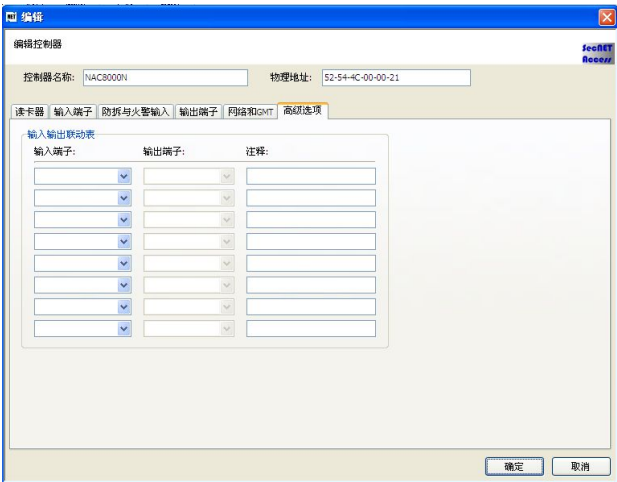 编辑
编辑控制器
SecNET
Access
控制器名称: NAC8000N 物理地址: 52-54-4C-00-00-21
读卡器 输入端子 防拆与火警输入 输出端子 网络和GMT 高级选项
输入输出联动表
输入端子: 输出端子: 注释:
确定 取消